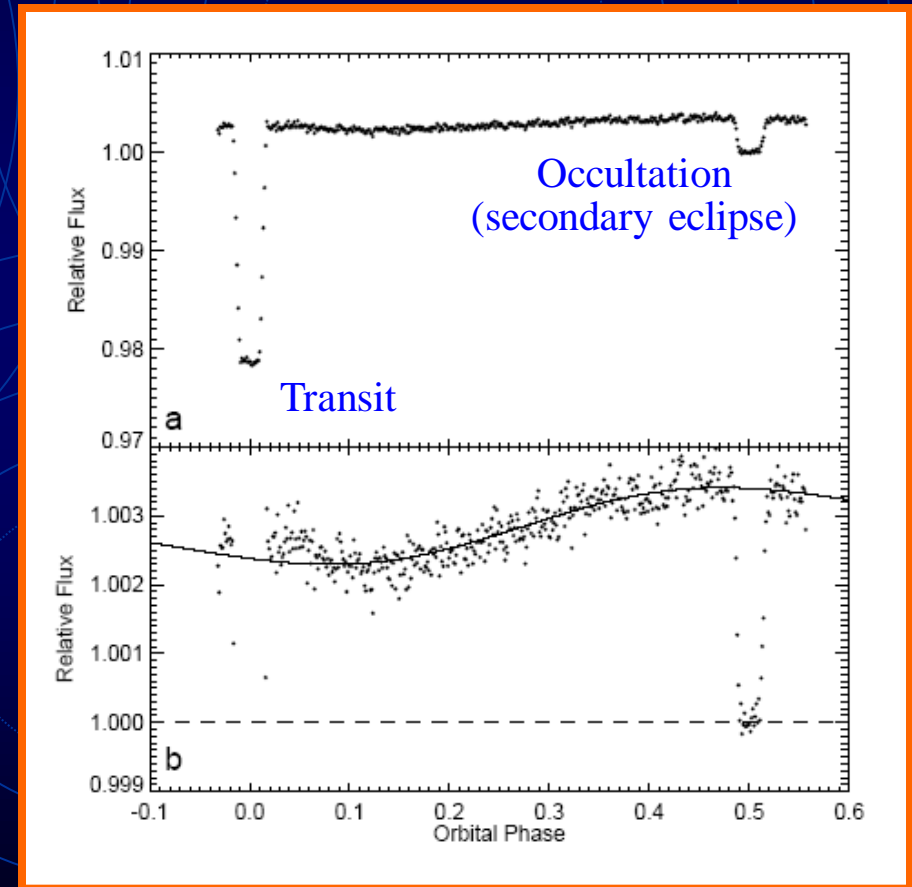 1.01
1.00
0.99
0.98
0.97
Relative Flux
Occultation
(secondary eclipse)
Transit
a
1.003
1.002
1.001
1.000
0.999
Relative Flux
b
-0.1 0.0 0.1 0.2 0.3 0.4 0.5 0.6
Orbital Phase